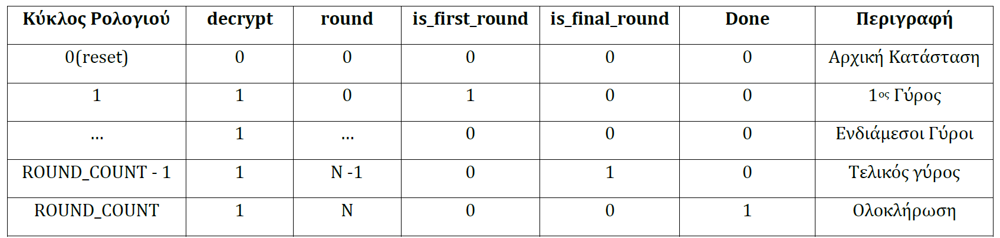 Κύκλος Ρολογιού decrypt round is_first_round is_final_round Done Περιγραφή
0(reset) 0 0 0 0 0 Αρχική Κατάσταση
1 1 0 1 0 0 1ος Γύρος
... 1 ... 0 0 0 Ενδιάμεσοι Γύροι
ROUND_COUNT - 1 1 N -1 0 1 0 Τελικός γύρος
ROUND_COUNT 1 N 0 0 1 Ολοκλήρωση